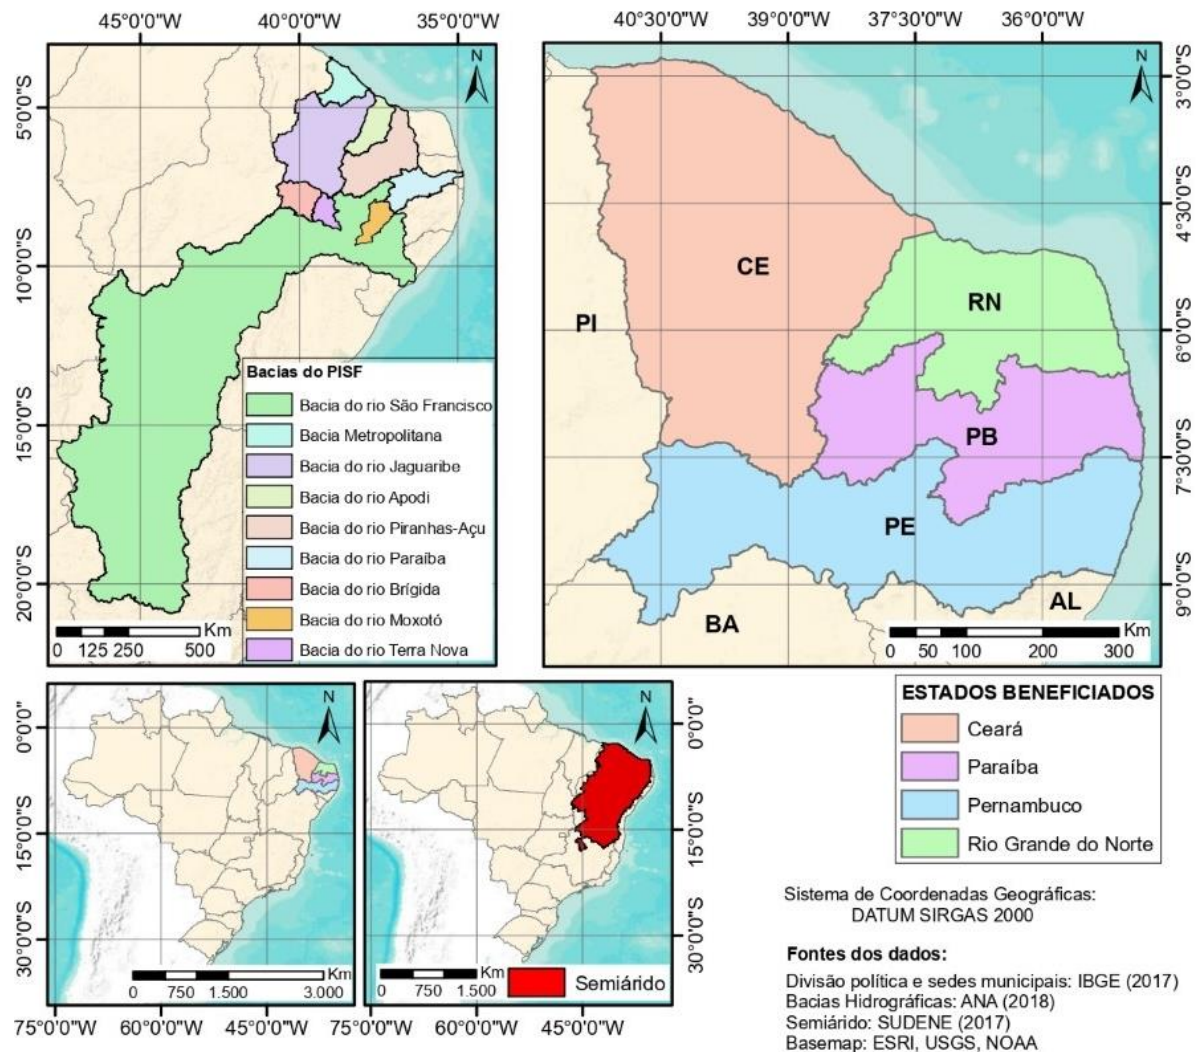 45°0'0"W 40°0'0"W 35°0'0"W
N
5°0'0"S
10°0'0"S
15°0'0"S
20°0'0"S
Bacias do PISF
Bacia do rio São Francisco
Bacia Metropolitana
Bacia do rio Jaguaribe
Bacia do rio Apodi
Bacia do rio Piranhas-Açu
Bacia do rio Paraíba
Bacia do rio Brígida
Bacia do rio Moxotó
Bacia do rio Terra Nova
Km
0 125 250 500
40°30'0"W 39°0'0"W 37°30'0"W 36°0'0"W
N
3°0'0"S
4°30'0"S
6°0'0"S
7°30'0"S
9°0'0"S
CE
RN
PI
PB
PE
BA
AL
Km
0 50 100 200 300
N
0°0'0"
15°0'0"S
30°0'0"S
Km
0 750 1.500 3.000
75°0'0"W 60°0'0"W 45°0'0"W
N
0°0'0"
15°0'0"S
30°0'0"S
Km
0 750 1.500
Semiárido
75°0'0"W 60°0'0"W 45°0'0"W
ESTADOS BENEFICIADOS
Ceará
Paraíba
Pernambuco
Rio Grande do Norte
Sistema de Coordenadas Geográficas:
DATUM SIRGAS 2000
Fontes dos dados:
Divisão política e sedes municipais: IBGE (2017)
Bacias Hidrográficas: ANA (2018)
Semiárido: SUDENE (2017)
Basemap: ESRI, USGS, NOAA